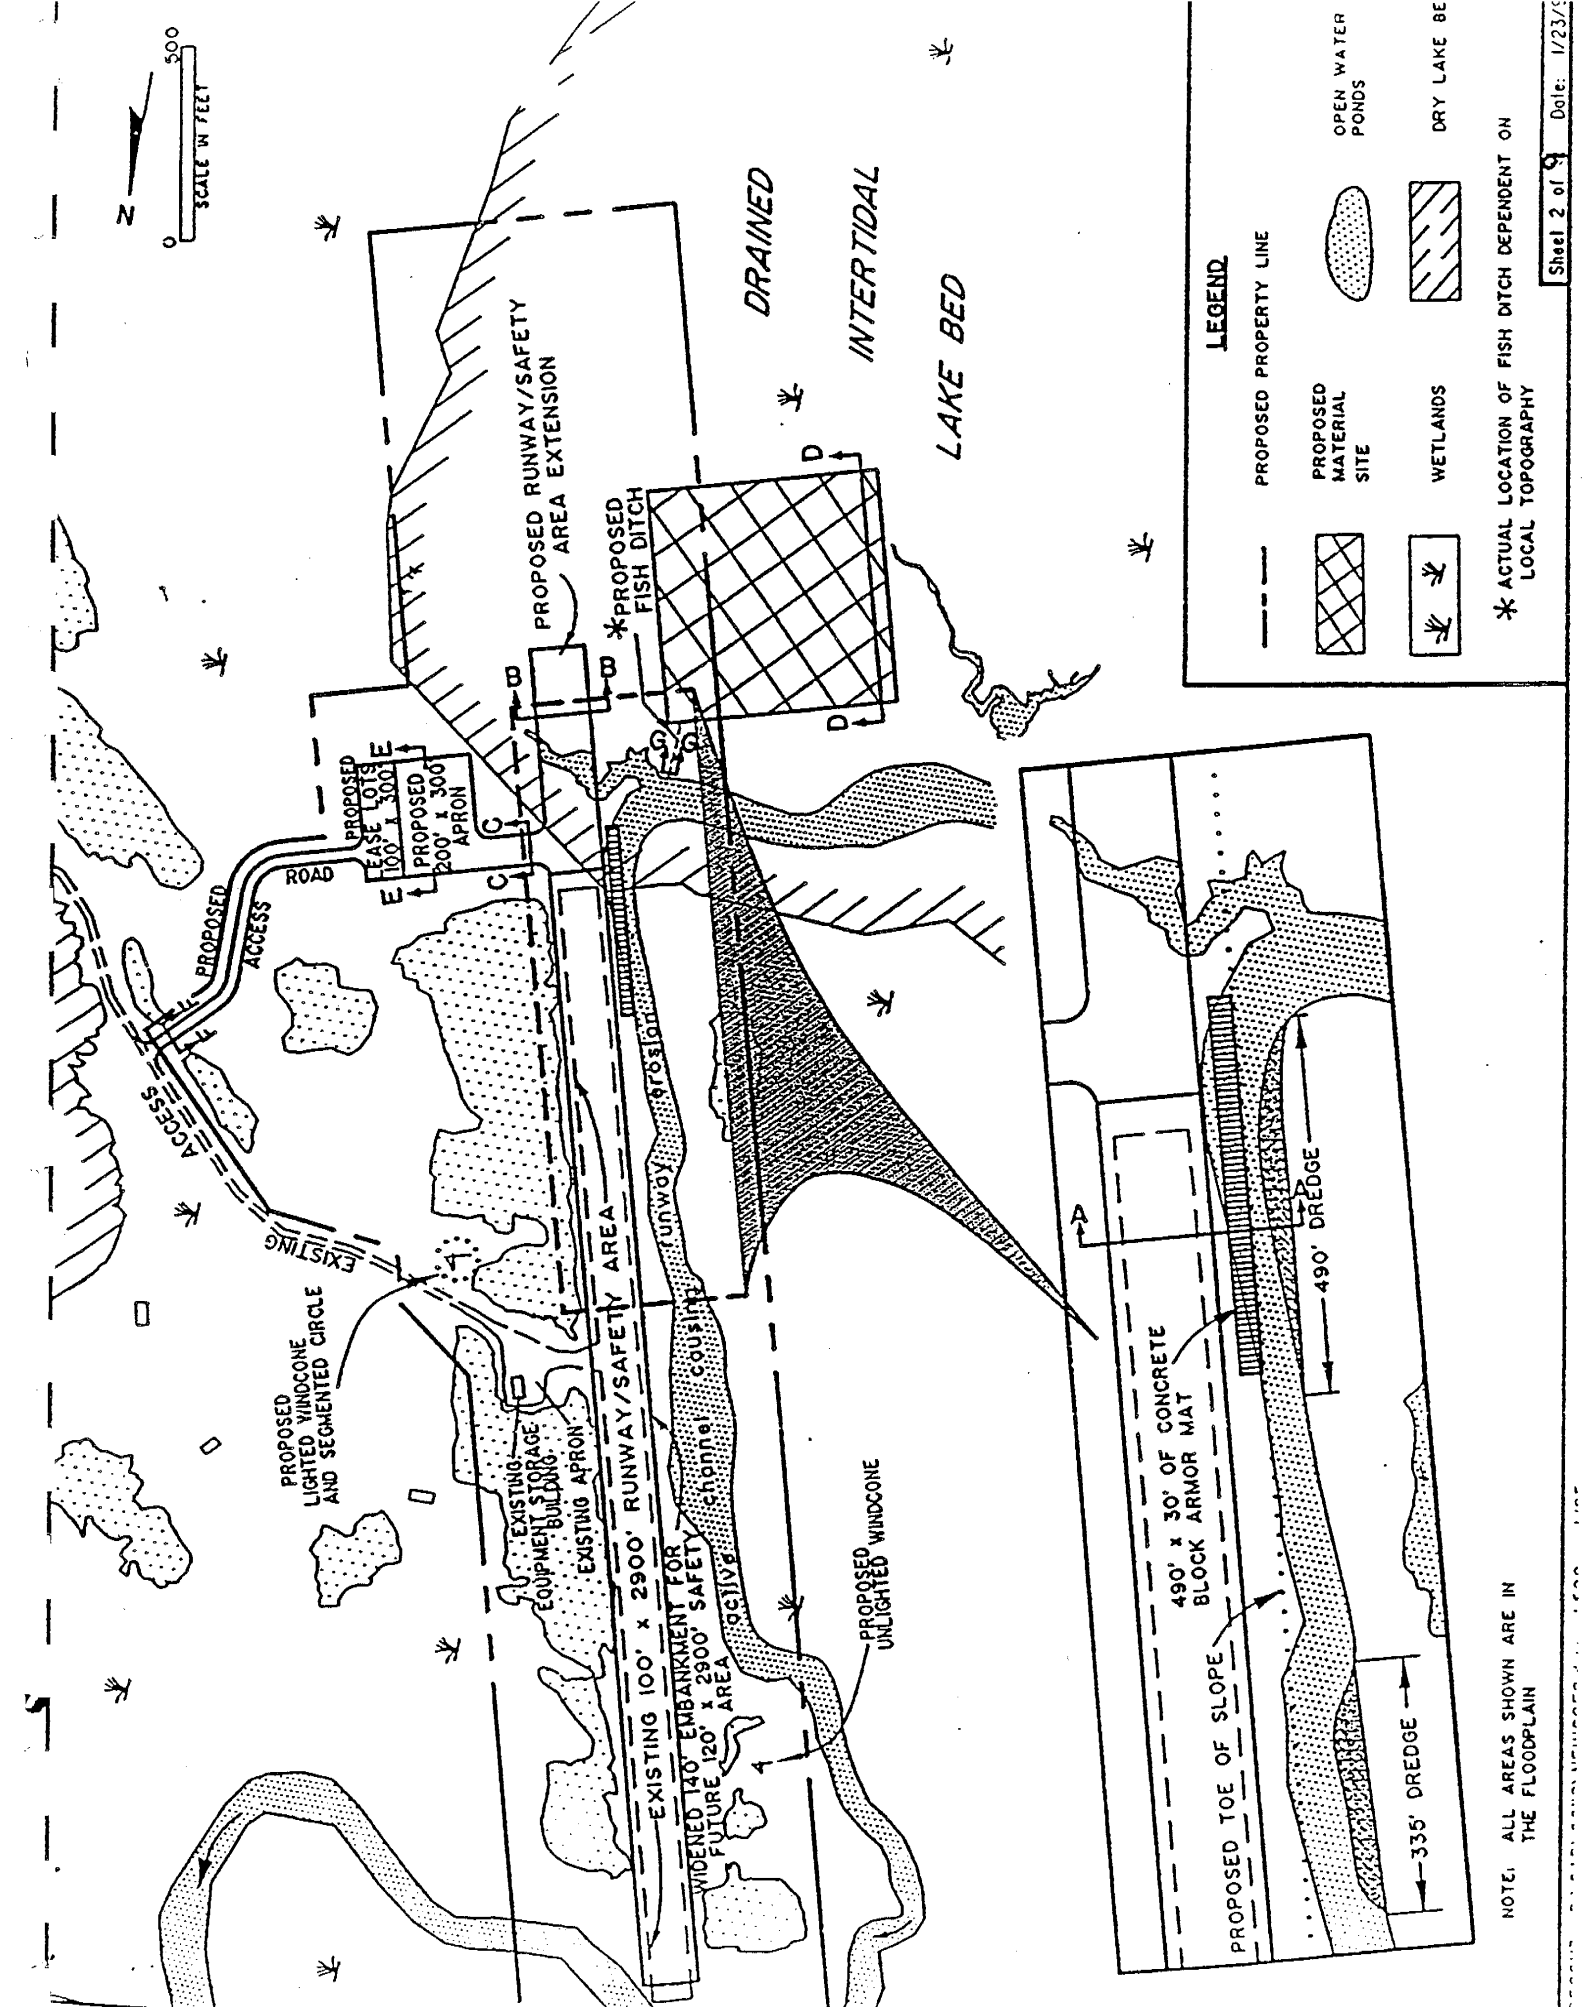 N
0 500
SCALE IN FEET
DRAINED
INTERTIDAL
LAKE BED
PROPOSED RUNWAY/SAFETY
AREA EXTENSION
*PROPOSED
FISH DITCH
B
B
D
D
G
G
C
C
E
E
F
F
PROPOSED
LEASE LOTS
100' X 300'
PROPOSED
200' X 300'
APRON
PROPOSED
ACCESS
ROAD
EXISTING
ACCESS
PROPOSED
LIGHTED WINDCONE
AND SEGMENTED CIRCLE
EXISTING
EQUIPMENT STORAGE
BUILDING
EXISTING APRON
EXISTING 100' x 2900' RUNWAY/SAFETY AREA
WIDENED 140' EMBANKMENT FOR
FUTURE 120' x 2900' SAFETY
AREA
active channel causing runway erosion
PROPOSED
UNLIGHTED WINDCONE
A
A
490' x 30' OF CONCRETE
BLOCK ARMOR MAT
PROPOSED TOE OF SLOPE
490' DREDGE
335' DREDGE
LEGEND
PROPOSED PROPERTY LINE
PROPOSED
MATERIAL
SITE
OPEN WATER
PONDS
WETLANDS
DRY LAKE BE
* ACTUAL LOCATION OF FISH DITCH DEPENDENT ON
LOCAL TOPOGRAPHY
NOTE: ALL AREAS SHOWN ARE IN
THE FLOODPLAIN
Sheet 2 of 9 Date: 1/23/9